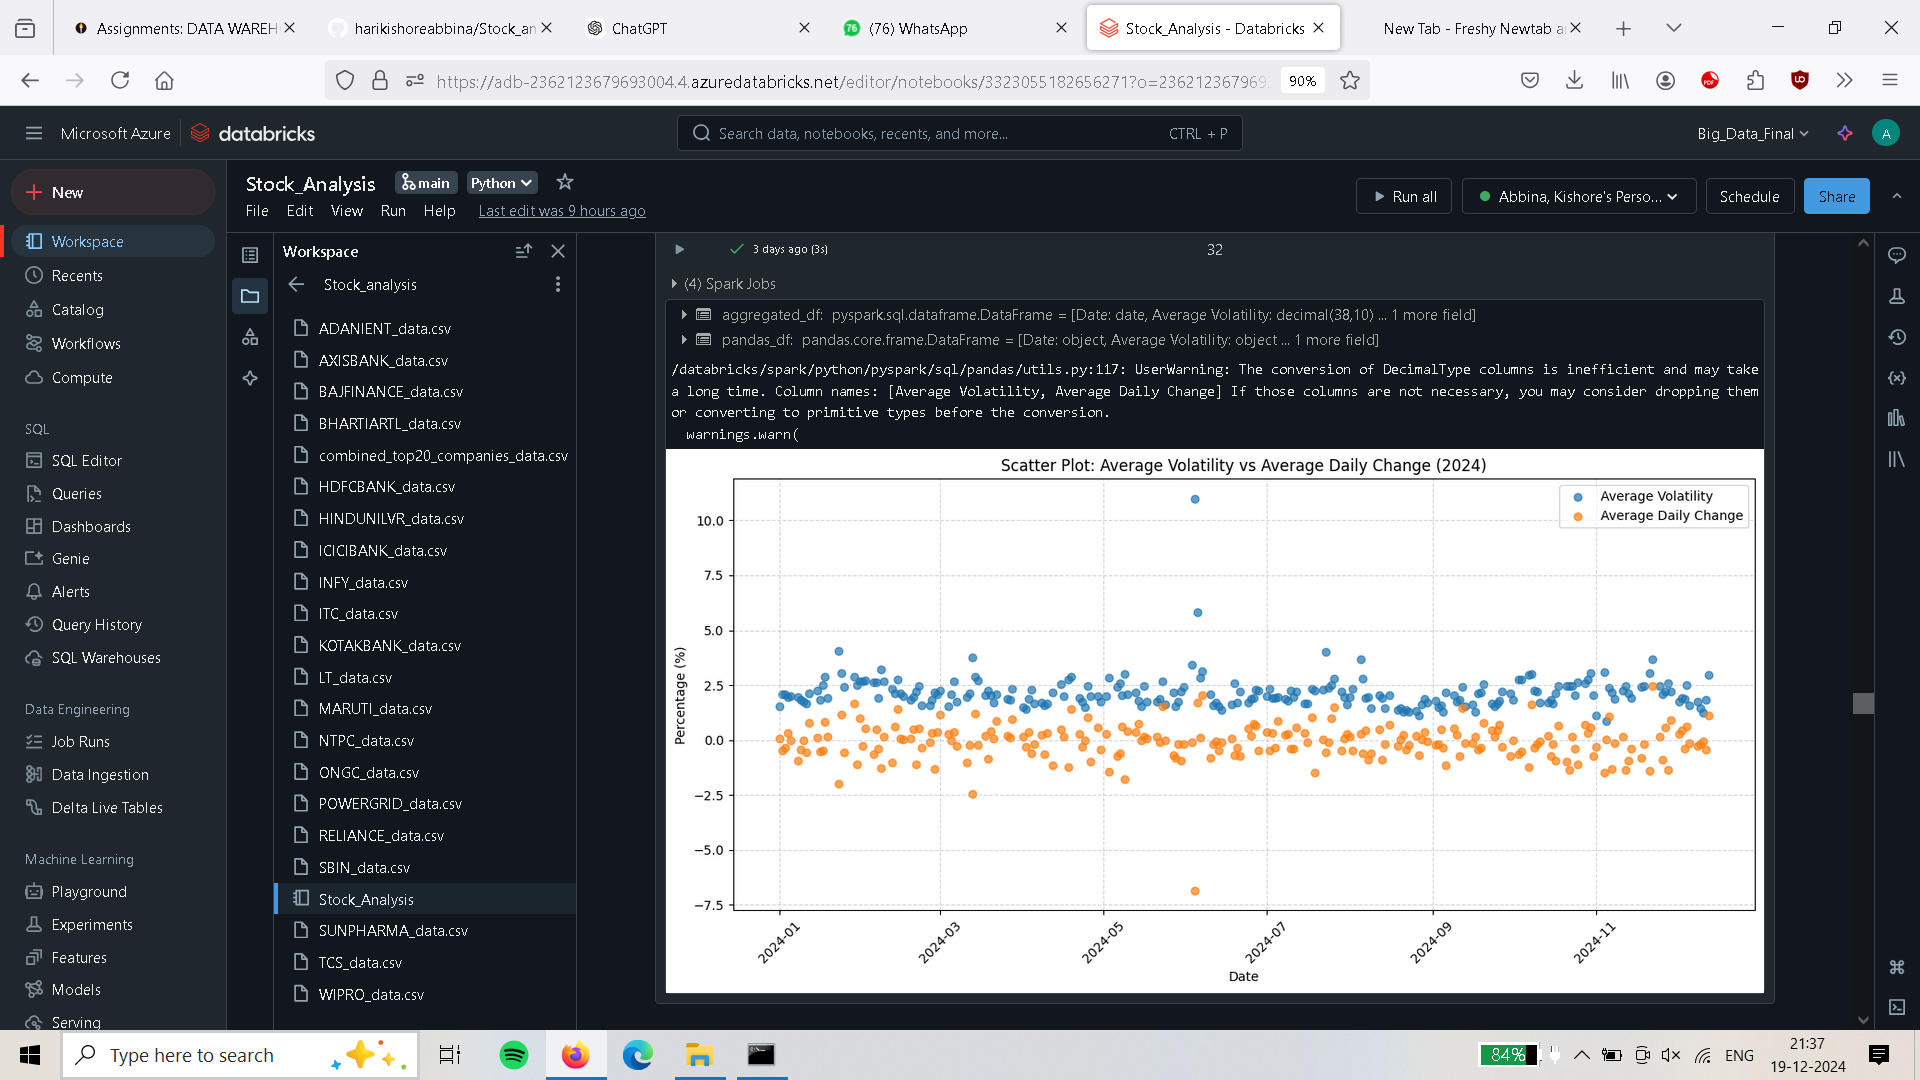 Assignments: DATA WAREH
harikishoreabbina/Stock_an
ChatGPT
(76) WhatsApp
Stock_Analysis - Databricks
New Tab - Freshy Newtab a
https://adb-2362123679693004.4.azuredatabricks.net/editor/notebooks/3323055182656271?o=236212367969
90%
Microsoft Azure
databricks
Search data, notebooks, recents, and more...
CTRL + P
Big_Data_Final
A
New
Stock_Analysis
main
Python
File Edit View Run Help Last edit was 9 hours ago
Run all
Abbina, Kishore's Perso...
Schedule
Share
Workspace
Recents
Catalog
Workflows
Compute
SQL
SQL Editor
Queries
Dashboards
Genie
Alerts
Query History
SQL Warehouses
Data Engineering
Job Runs
Data Ingestion
Delta Live Tables
Machine Learning
Playground
Experiments
Features
Models
Serving
Workspace
Stock_analysis
ADANIENT_data.csv
AXISBANK_data.csv
BAJFINANCE_data.csv
BHARTIARTL_data.csv
combined_top20_companies_data.csv
HDFCBANK_data.csv
HINDUNILVR_data.csv
ICICIBANK_data.csv
INFY_data.csv
ITC_data.csv
KOTAKBANK_data.csv
LT_data.csv
MARUTI_data.csv
NTPC_data.csv
ONGC_data.csv
POWERGRID_data.csv
RELIANCE_data.csv
SBIN_data.csv
Stock_Analysis
SUNPHARMA_data.csv
TCS_data.csv
WIPRO_data.csv
3 days ago (3s)
32
(4) Spark Jobs
aggregated_df: pyspark.sql.dataframe.DataFrame = [Date: date, Average Volatility: decimal(38,10) ... 1 more field]
pandas_df: pandas.core.frame.DataFrame = [Date: object, Average Volatility: object ... 1 more field]
/databricks/spark/python/pyspark/sql/pandas/utils.py:117: UserWarning: The conversion of DecimalType columns is inefficient and may take
a long time. Column names: [Average Volatility, Average Daily Change] If those columns are not necessary, you may consider dropping them
or converting to primitive types before the conversion.
warnings.warn(
Scatter Plot: Average Volatility vs Average Daily Change (2024)
Average Volatility
Average Daily Change
10.0
7.5
5.0
2.5
0.0
−2.5
−5.0
−7.5
Percentage (%)
2024-01
2024-03
2024-05
2024-07
2024-09
2024-11
Date
Type here to search
84%
ENG
21:37
19-12-2024